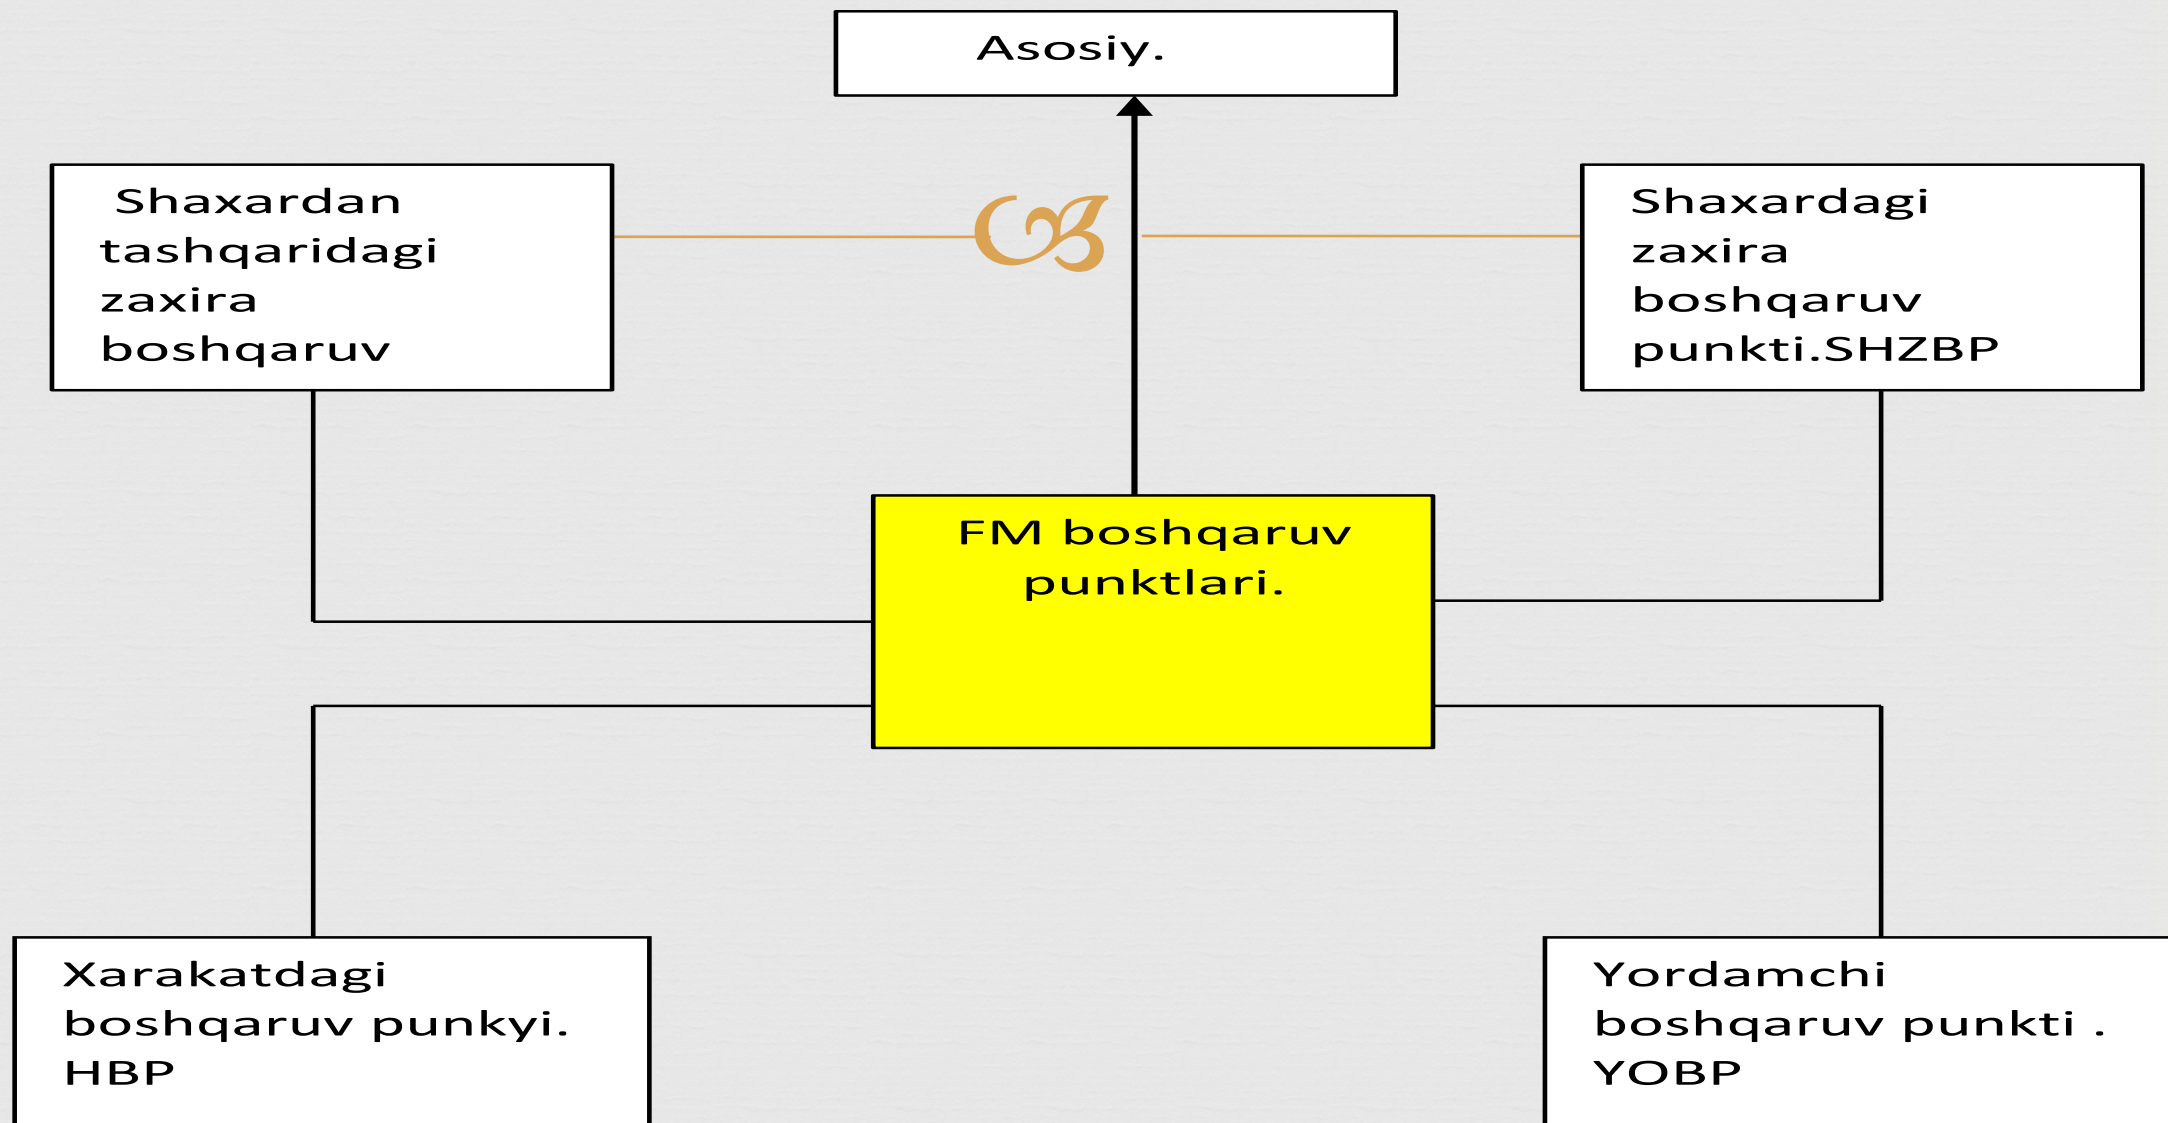 Asosiy.
Shaxardan
tashqaridagi
zaxira
boshqaruv
Shaxardagi
zaxira
boshqaruv
punkti.SHZBP
FM boshqaruv
punktlari.
Xarakatdagi
boshqaruv punkyi.
HBP
Yordamchi
boshqaruv punkti .
YOBP